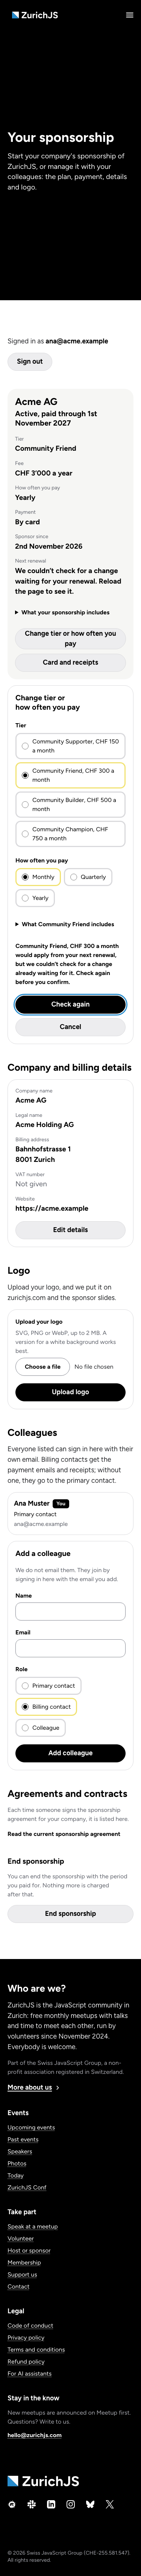 ZurichJS
Your sponsorship
Start your company's sponsorship of
ZurichJS, or manage it with your
colleagues: the plan, payment, details
and logo.
Signed in as ana@acme.example
Sign out
Acme AG
Active, paid through 1st
November 2027
Tier
Community Friend
Fee
CHF 3'000 a year
How often you pay
Yearly
Payment
By card
Sponsor since
2nd November 2026
Next renewal
We couldn't check for a change
waiting for your renewal. Reload
the page to see it.
What your sponsorship includes
Change tier or how often you
pay
Card and receipts
Change tier or
how often you pay
Tier
Community Supporter, CHF 150
a month
Community Friend, CHF 300 a
month
Community Builder, CHF 500 a
month
Community Champion, CHF
750 a month
How often you pay
Monthly
Quarterly
Yearly
What Community Friend includes
Community Friend, CHF 300 a month
would apply from your next renewal,
but we couldn't check for a change
already waiting for it. Check again
before you confirm.
Check again
Cancel
Company and billing details
Company name
Acme AG
Legal name
Acme Holding AG
Billing address
Bahnhofstrasse 1
8001 Zurich
VAT number
Not given
Website
https://acme.example
Edit details
Logo
Upload your logo, and we put it on
zurichjs.com and the sponsor slides.
Upload your logo
SVG, PNG or WebP, up to 2 MB. A
version for a white background works
best.
Choose a file
No file chosen
Upload logo
Colleagues
Everyone listed can sign in here with their
own email. Billing contacts get the
payment emails and receipts; without
one, they go to the primary contact.
Ana Muster You
Primary contact
ana@acme.example
Add a colleague
We do not email them. They join by
signing in here with the email you add.
Name
Email
Role
Primary contact
Billing contact
Colleague
Add colleague
Agreements and contracts
Each time someone signs the sponsorship
agreement for your company, it is listed here.
Read the current sponsorship agreement
End sponsorship
You can end the sponsorship with the period
you paid for. Nothing more is charged
after that.
End sponsorship
Who are we?
ZurichJS is the JavaScript community in
Zurich: free monthly meetups with talks
and time to meet each other, run by
volunteers since November 2024.
Everybody is welcome.
Part of the Swiss JavaScript Group, a non-
profit association registered in Switzerland.
More about us
Events
Upcoming events
Past events
Speakers
Photos
Today
ZurichJS Conf
Take part
Speak at a meetup
Volunteer
Host or sponsor
Membership
Support us
Contact
Legal
Code of conduct
Privacy policy
Terms and conditions
Refund policy
For AI assistants
Stay in the know
New meetups are announced on Meetup first.
Questions? Write to us.
hello@zurichjs.com
ZurichJS
© 2026 Swiss JavaScript Group (CHE-255.581.547)
All rights reserved.